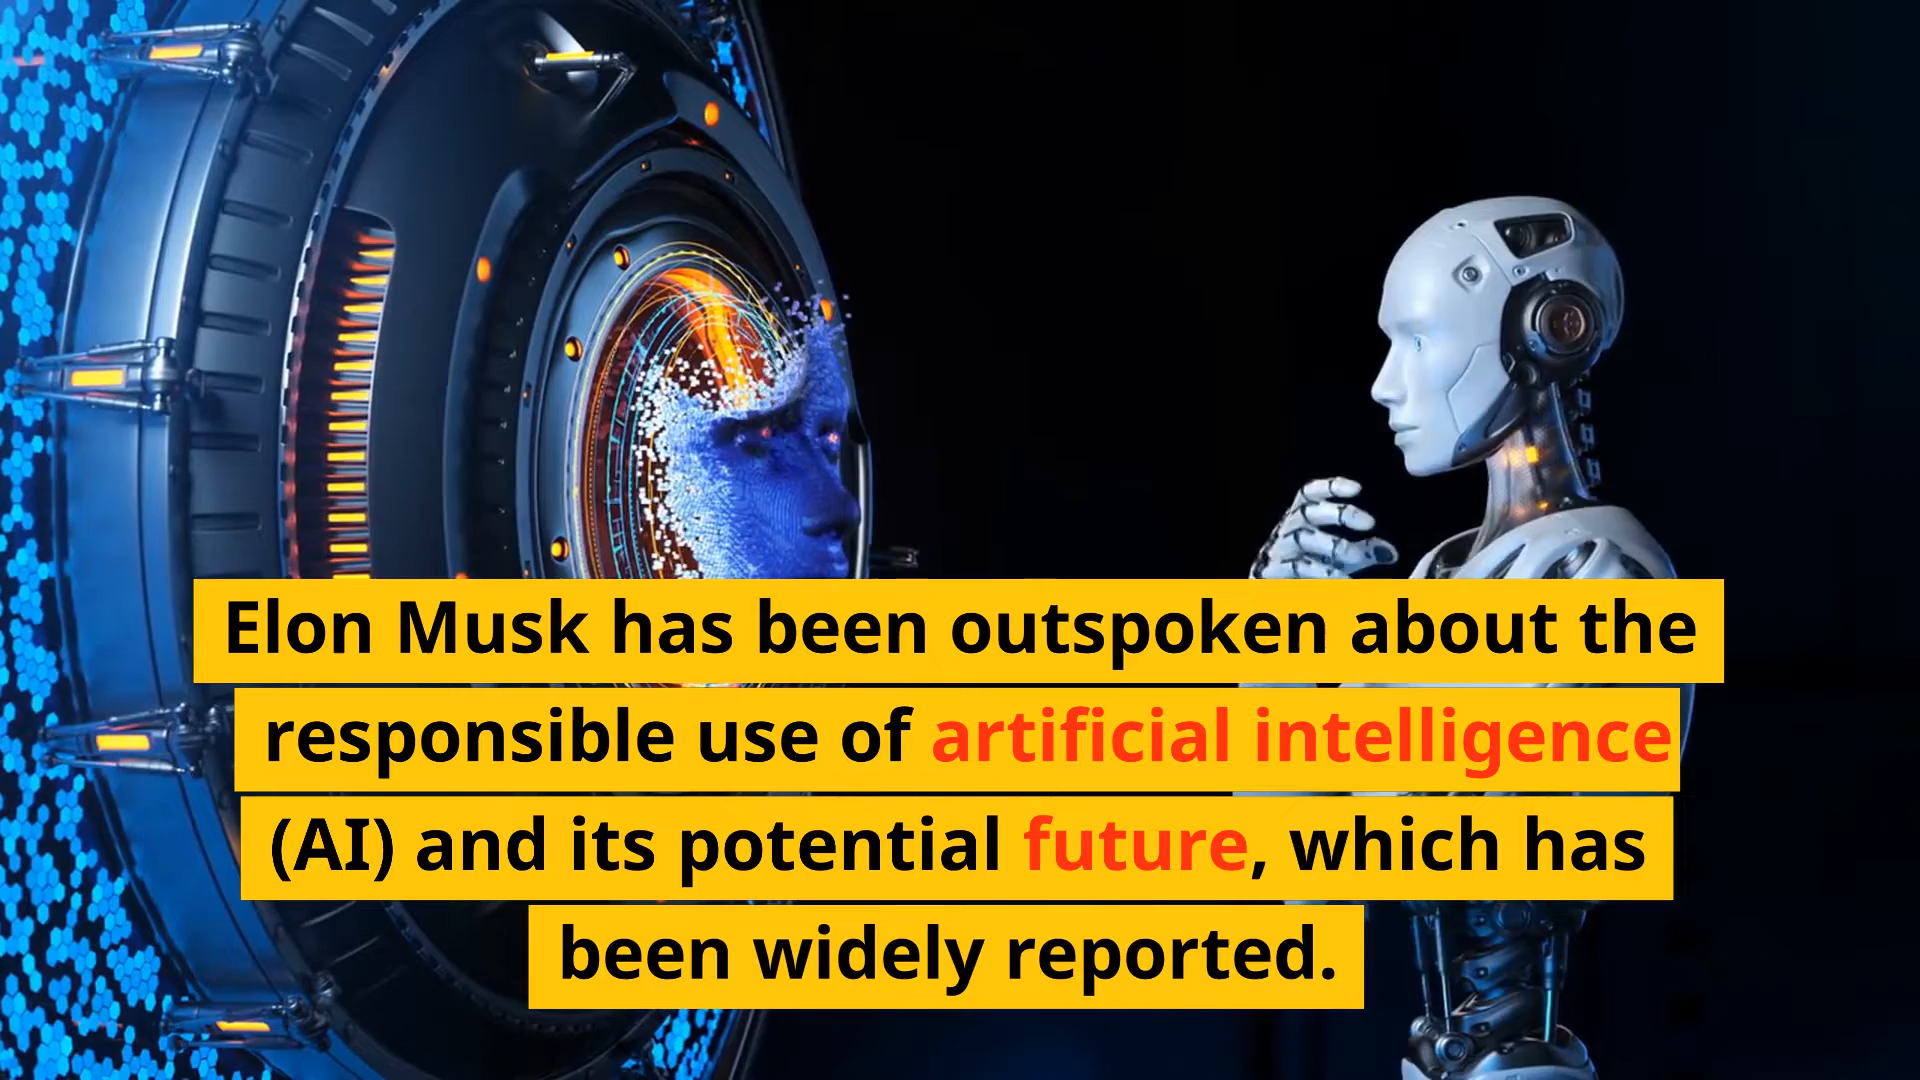 Elon Musk has been outspoken about the
responsible use of artificial intelligence
(AI) and its potential future, which has
been widely reported.